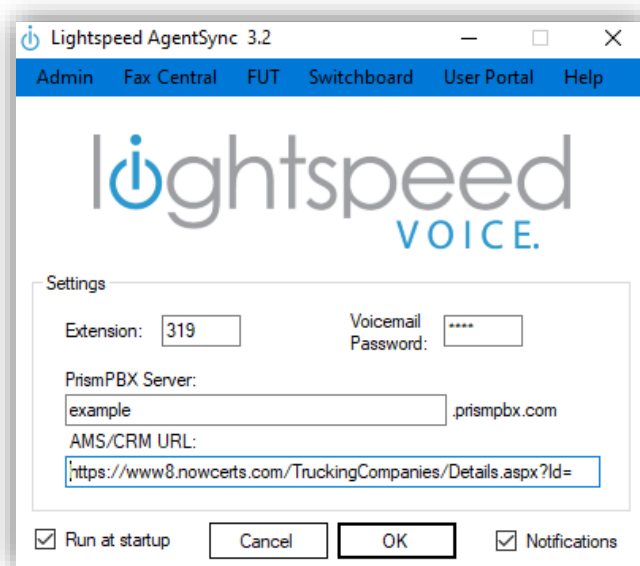 Lightspeed AgentSync 3.2
Admin Fax Central FUT Switchboard User Portal Help
lightspeed
VOICE.
Settings
Extension: 319 Voicemail Password: ****
PrismPBX Server:
example .prismpbx.com
AMS/CRM URL:
https://www8.nowcerts.com/TruckingCompanies/Details.aspx?Id=
Run at startup Cancel OK Notifications